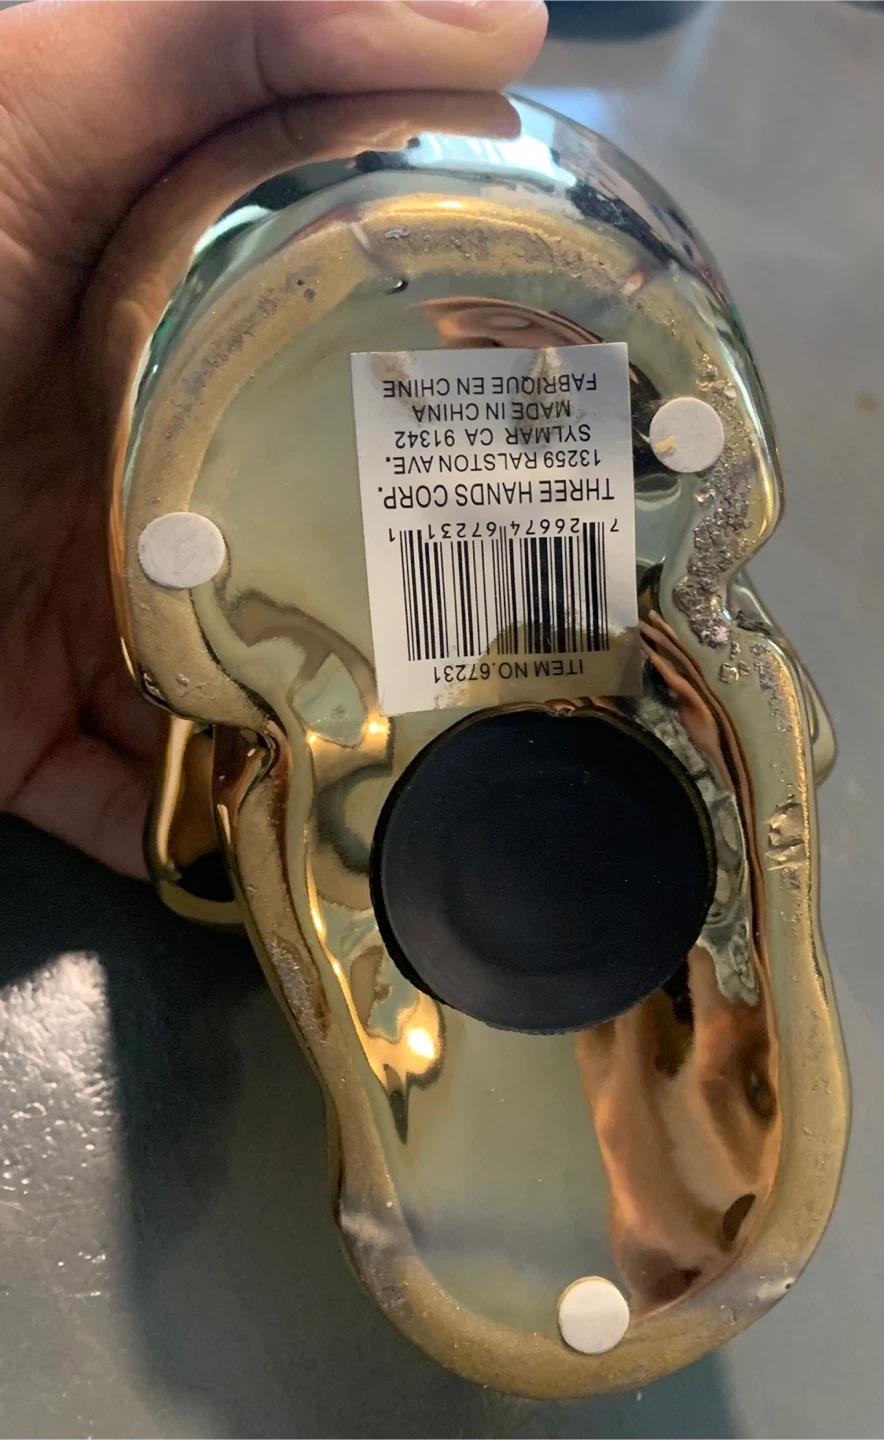 ITEM NO.67231
7 26674 67231 1
THREE HANDS CORP.
13259 RALSTON AVE.
SYLMAR CA 91342
MADE IN CHINA
FABRIQUE EN CHINE